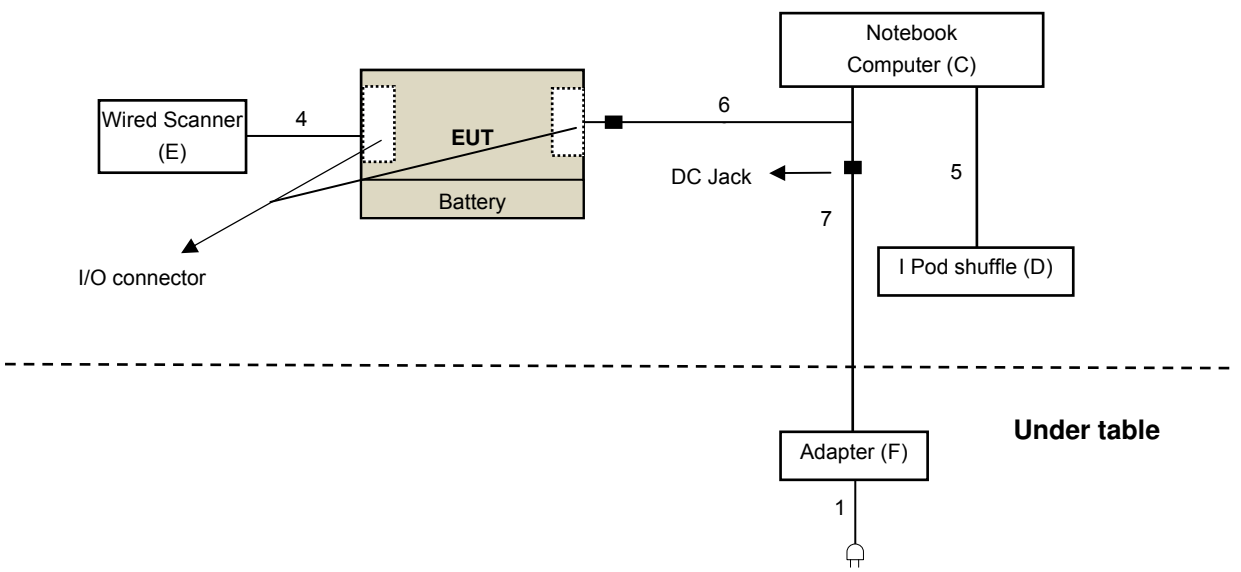 Notebook
Computer (C)
6
Wired Scanner
(E)
4
EUT
DC Jack
5
Battery
7
I Pod shuffle (D)
I/O connector
Under table
Adapter (F)
1